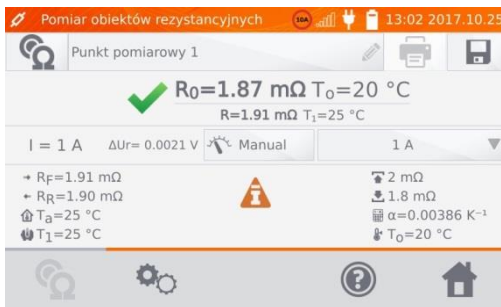 Pomiar obiektów rezystancyjnych 10A 13:02 2017.10.25
Punkt pomiarowy 1
R0=1.87 mΩ To=20 °C
R=1.91 mΩ T1=25 °C
I = 1 A ΔUr= 0.0021 V Manual 1 A
RF=1.91 mΩ 2 mΩ
RR=1.90 mΩ 1.8 mΩ
Ta=25 °C α=0.00386 K⁻¹
T1=25 °C To=20 °C